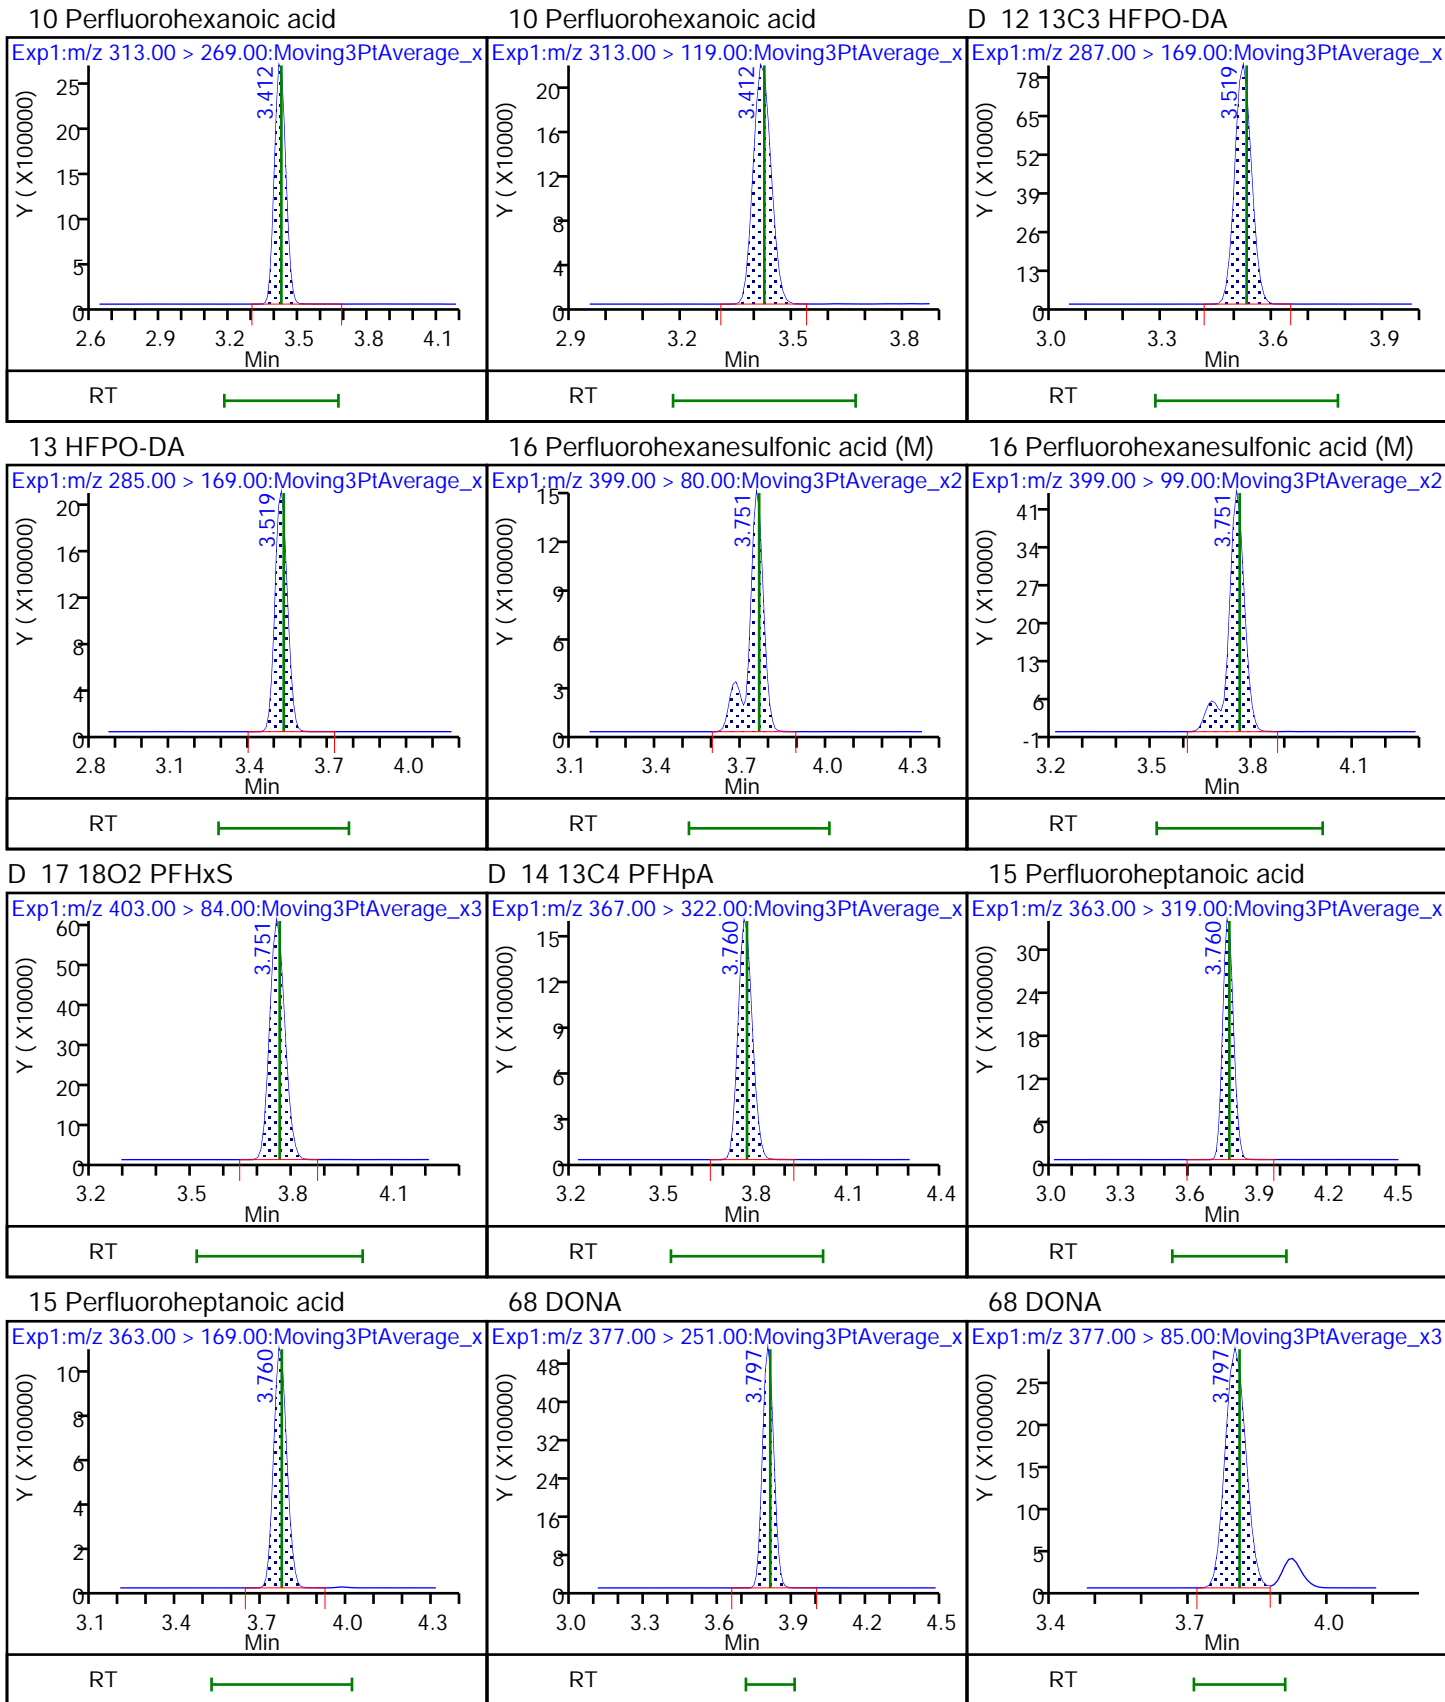 10 Perfluorohexanoic acid
Exp1:m/z 313.00 > 269.00:Moving3PtAverage_x
3.412
Y ( X100000)
25
20
15
10
5
0
2.6 2.9 3.2 3.5 3.8 4.1
Min
RT
10 Perfluorohexanoic acid
Exp1:m/z 313.00 > 119.00:Moving3PtAverage_x
3.412
Y ( X100000)
20
16
12
8
4
0
2.9 3.2 3.5 3.8
Min
RT
D 12 13C3 HFPO-DA
Exp1:m/z 287.00 > 169.00:Moving3PtAverage_x
3.519
Y ( X100000)
78
65
52
39
26
13
0
3.0 3.3 3.6 3.9
Min
RT
13 HFPO-DA
Exp1:m/z 285.00 > 169.00:Moving3PtAverage_x
3.519
Y ( X100000)
20
16
12
8
4
0
2.8 3.1 3.4 3.7 4.0
Min
RT
16 Perfluorohexanesulfonic acid (M)
Exp1:m/z 399.00 > 80.00:Moving3PtAverage_x2
3.751
Y ( X100000)
15
12
9
6
3
0
3.1 3.4 3.7 4.0 4.3
Min
RT
16 Perfluorohexanesulfonic acid (M)
Exp1:m/z 399.00 > 99.00:Moving3PtAverage_x2
3.751
Y ( X10000)
41
34
27
20
13
6
-1
3.2 3.5 3.8 4.1
Min
RT
D 17 18O2 PFHxS
Exp1:m/z 403.00 > 84.00:Moving3PtAverage_x3
3.751
Y ( X10000)
60
50
40
30
20
10
0
3.2 3.5 3.8 4.1
Min
RT
D 14 13C4 PFHpA
Exp1:m/z 367.00 > 322.00:Moving3PtAverage_x
3.760
Y ( X100000)
15
12
9
6
3
0
3.2 3.5 3.8 4.1 4.4
Min
RT
15 Perfluoroheptanoic acid
Exp1:m/z 363.00 > 319.00:Moving3PtAverage_x
3.760
Y ( X100000)
30
24
18
12
6
0
3.0 3.3 3.6 3.9 4.2 4.5
Min
RT
15 Perfluoroheptanoic acid
Exp1:m/z 363.00 > 169.00:Moving3PtAverage_x
3.760
Y ( X100000)
10
8
6
4
2
0
3.1 3.4 3.7 4.0 4.3
Min
RT
68 DONA
Exp1:m/z 377.00 > 251.00:Moving3PtAverage_x
3.797
Y ( X100000)
48
40
32
24
16
8
0
3.0 3.3 3.6 3.9 4.2 4.5
Min
RT
68 DONA
Exp1:m/z 377.00 > 85.00:Moving3PtAverage_x3
3.797
Y ( X100000)
25
20
15
10
5
0
3.4 3.7 4.0
Min
RT